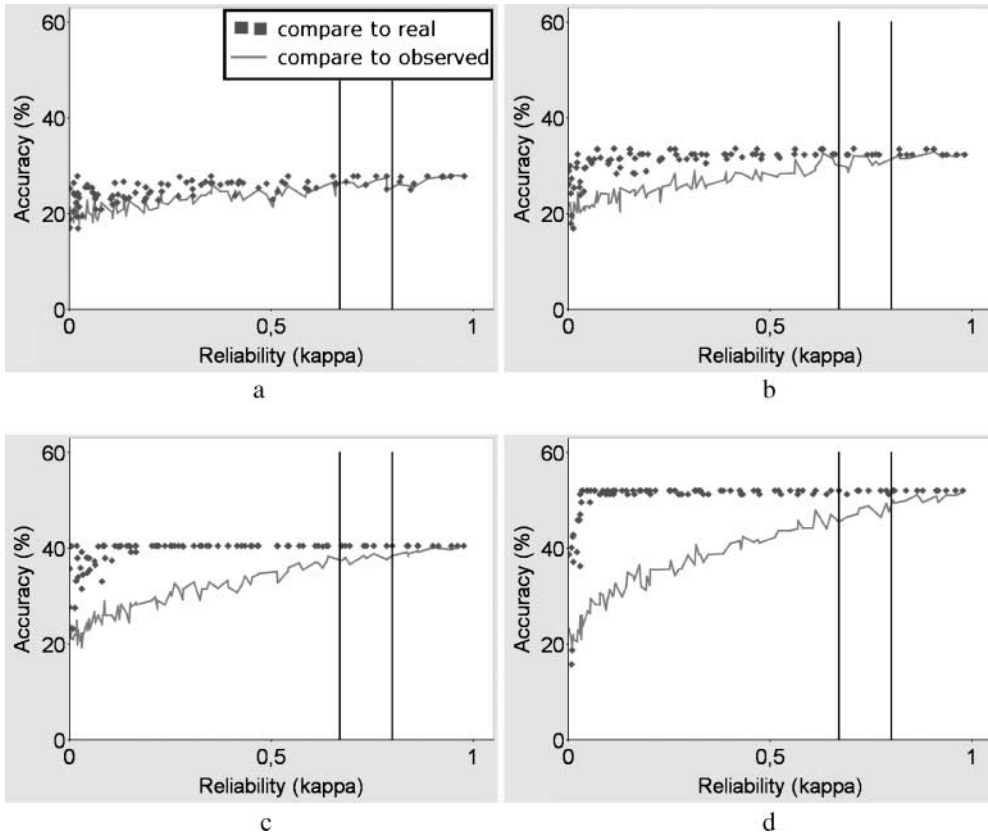 60
40
20
0
Accuracy (%)
compare to real
compare to observed
0
0,5
1
Reliability (kappa)
a
60
40
20
0
Accuracy (%)
0
0,5
1
Reliability (kappa)
b
60
40
20
0
Accuracy (%)
0
0,5
1
Reliability (kappa)
c
60
40
20
0
Accuracy (%)
0
0,5
1
Reliability (kappa)
d